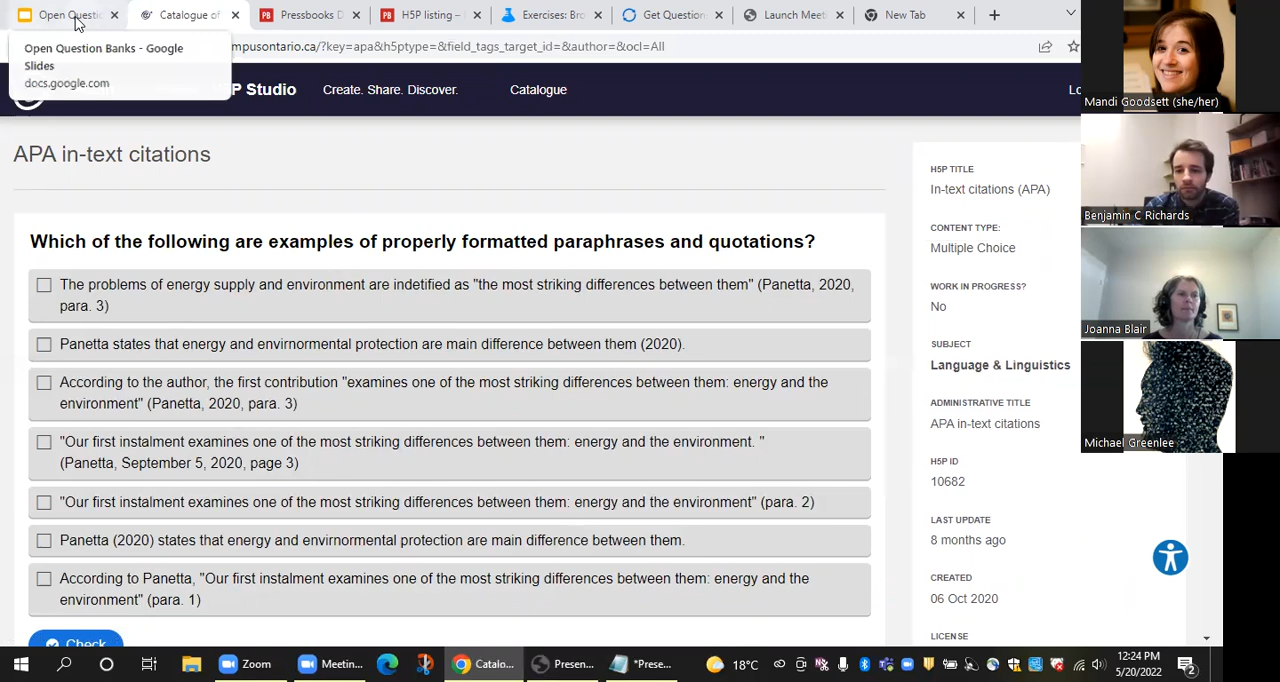 Open Questi
Catalogue of
Pressbooks D
H5P listing –
Exercises: Bro
Get Question
Launch Meeti
New Tab
Open Question Banks - Google
Slides
docs.google.com
mpusontario.ca/?key=apa&h5ptype=&field_tags_target_id=&author=&ocl=All
P Studio
Create. Share. Discover.
Catalogue
Lo
APA in-text citations
Which of the following are examples of properly formatted paraphrases and quotations?
The problems of energy supply and environment are indetified as "the most striking differences between them" (Panetta, 2020,
para. 3)
Panetta states that energy and envirnormental protection are main difference between them (2020).
According to the author, the first contribution "examines one of the most striking differences between them: energy and the
environment" (Panetta, 2020, para. 3)
"Our first instalment examines one of the most striking differences between them: energy and the environment. "
(Panetta, September 5, 2020, page 3)
"Our first instalment examines one of the most striking differences between them: energy and the environment" (para. 2)
Panetta (2020) states that energy and envirnormental protection are main difference between them.
According to Panetta, "Our first instalment examines one of the most striking differences between them: energy and the
environment" (para. 1)
Check
H5P TITLE
In-text citations (APA)
CONTENT TYPE:
Multiple Choice
WORK IN PROGRESS?
No
SUBJECT
Language & Linguistics
ADMINISTRATIVE TITLE
APA in-text citations
H5P ID
10682
LAST UPDATE
8 months ago
CREATED
06 Oct 2020
LICENSE
Mandi Goodsett (she/her)
Benjamin C Richards
Joanna Blair
Michael Greenlee
Zoom
Meetin...
Catalo...
Presen...
*Prese...
18°C
12:24 PM
5/20/2022
2